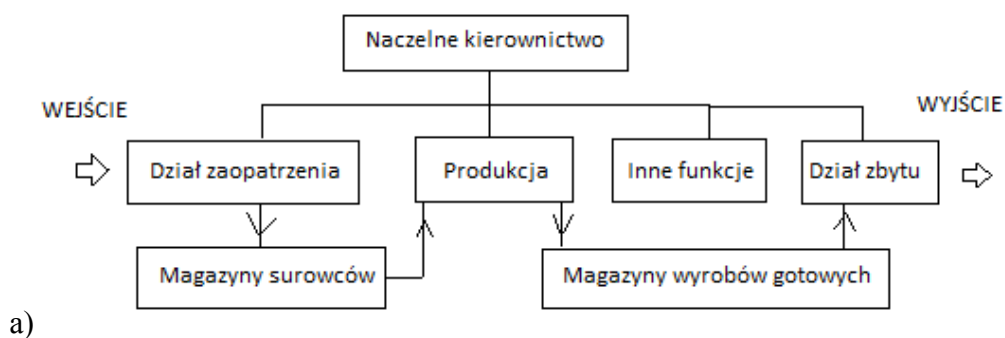 Naczelne kierownictwo
WEJŚCIE
WYJŚCIE
Dział zaopatrzenia
Produkcja
Inne funkcje
Dział zbytu
Magazyny surowców
Magazyny wyrobów gotowych
a)